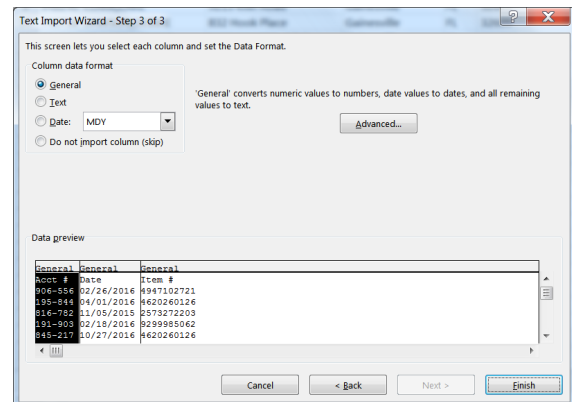 Text Import Wizard - Step 3 of 3
This screen lets you select each column and set the Data Format.
Column data format
General
Text
Date: MDY
Do not import column (skip)
'General' converts numeric values to numbers, date values to dates, and all remaining
values to text.
Advanced...
Data preview
General General General
Acct # Date Item #
906-556 02/26/2016 4947102721
195-844 04/01/2016 4620260126
816-782 11/05/2015 2573272203
191-903 02/18/2016 9299985062
845-217 10/27/2016 4620260126
Cancel < Back Next > Finish